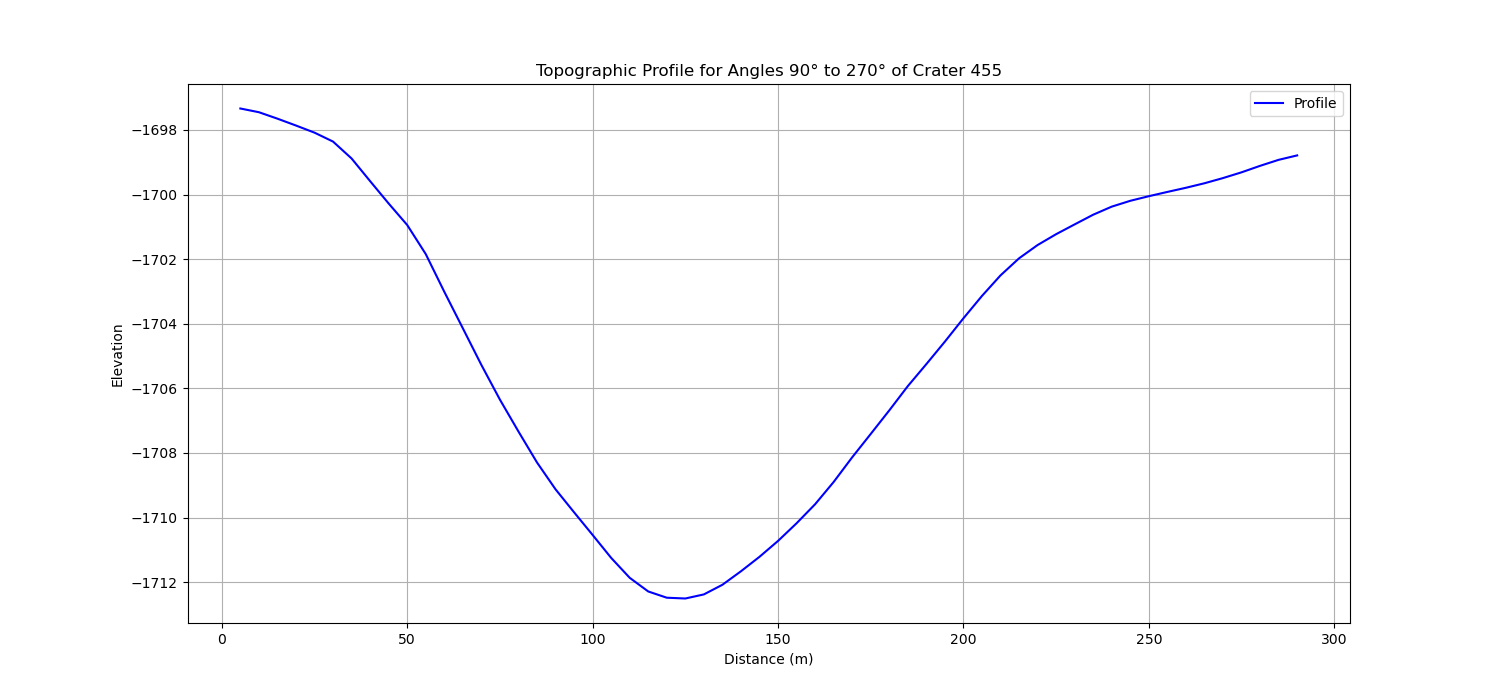 Topographic Profile for Angles 90° to 270° of Crater 455
Profile
−1698
−1700
−1702
−1704
−1706
−1708
−1710
−1712
Elevation
0 50 100 150 200 250 300
Distance (m)